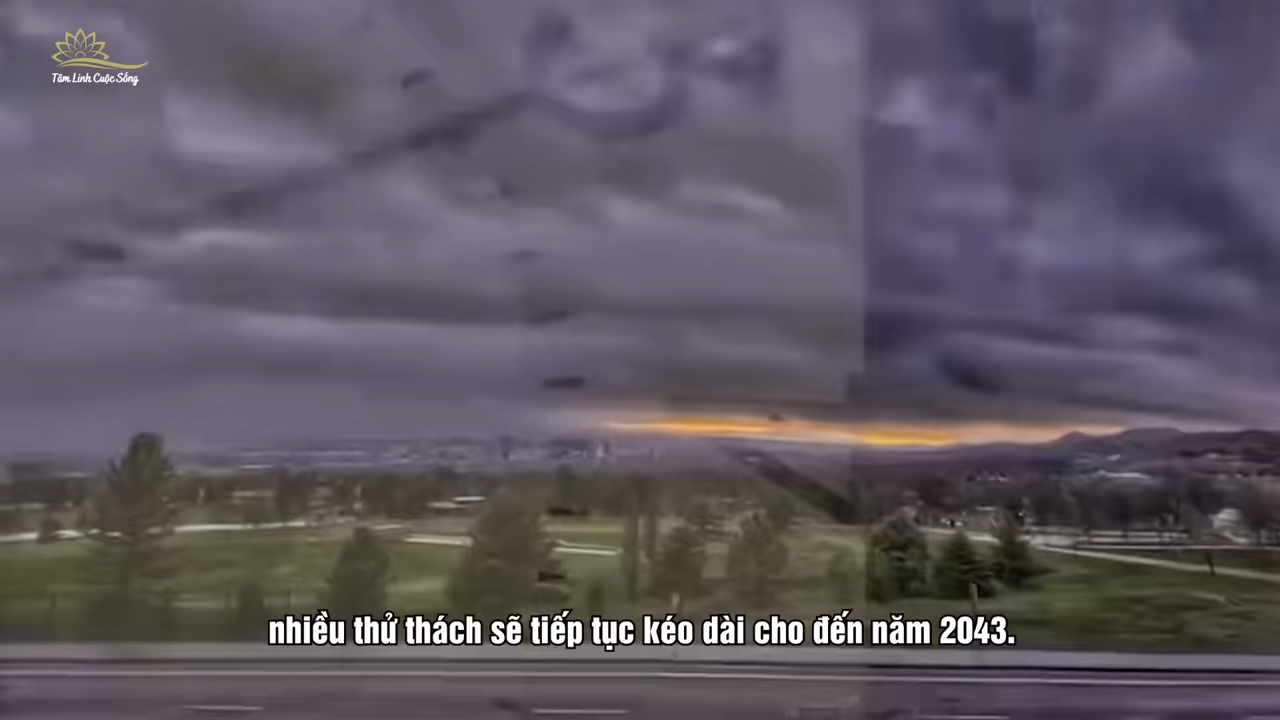 Tâm Linh Cuộc Sống
nhiều thử thách sẽ tiếp tục kéo dài cho đến năm 2043.